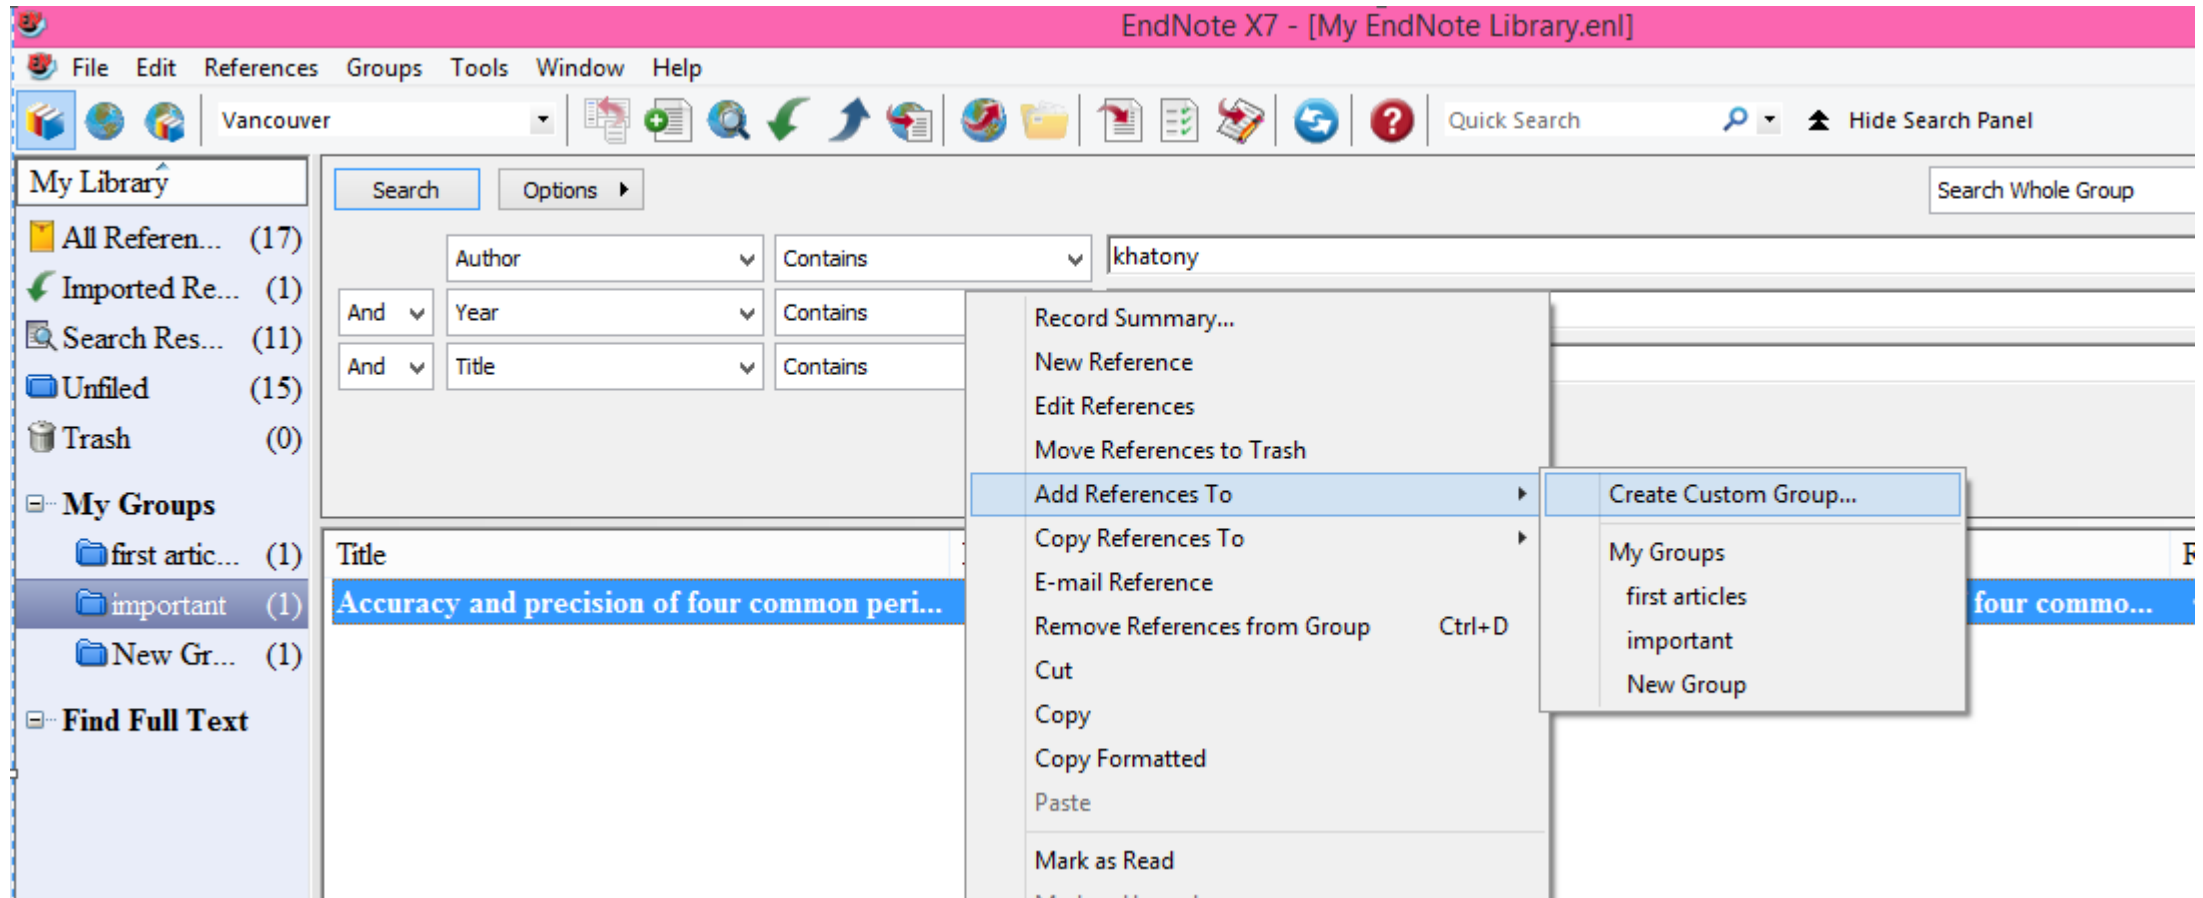 EndNote X7 - [My EndNote Library.enl]
File Edit References Groups Tools Window Help
Vancouver
Quick Search
Hide Search Panel
My Library
Search Options
Search Whole Group
All Referen... (17)
Author Contains khatony
Imported Re... (1)
And Year Contains
Search Res... (11)
And Title Contains
Unfiled (15)
Trash (0)
My Groups
first artic... (1)
important (1)
New Gr... (1)
Find Full Text
Title
Accuracy and precision of four common peri...
four commo...
Record Summary...
New Reference
Edit References
Move References to Trash
Add References To
Copy References To
E-mail Reference
Remove References from Group Ctrl+D
Cut
Copy
Copy Formatted
Paste
Mark as Read
Create Custom Group...
My Groups
first articles
important
New Group